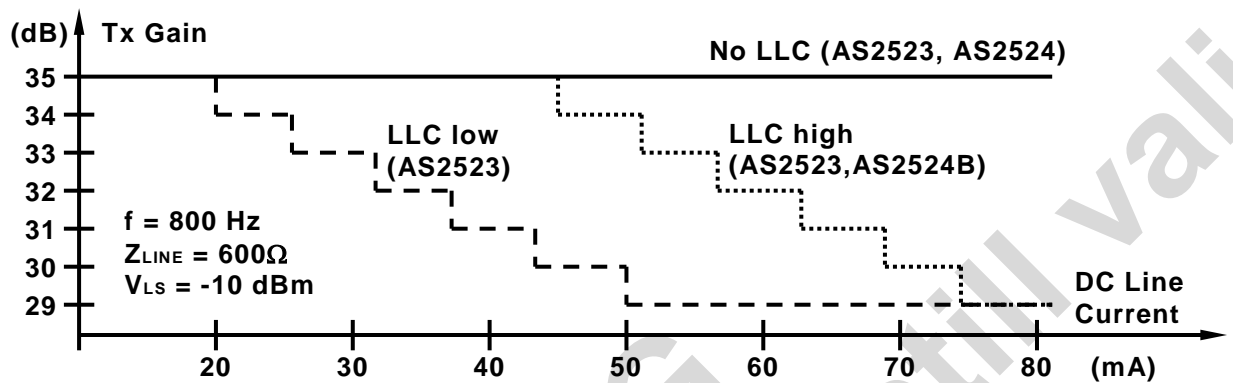 (dB) Tx Gain
No LLC (AS2523, AS2524)
35
34
33
32
31
30
29
LLC low
(AS2523)
LLC high
(AS2523,AS2524B)
f = 800 Hz
ZLINE = 600Ω
VLS = -10 dBm
DC Line
Current
20 30 40 50 60 70 80 (mA)
still vali